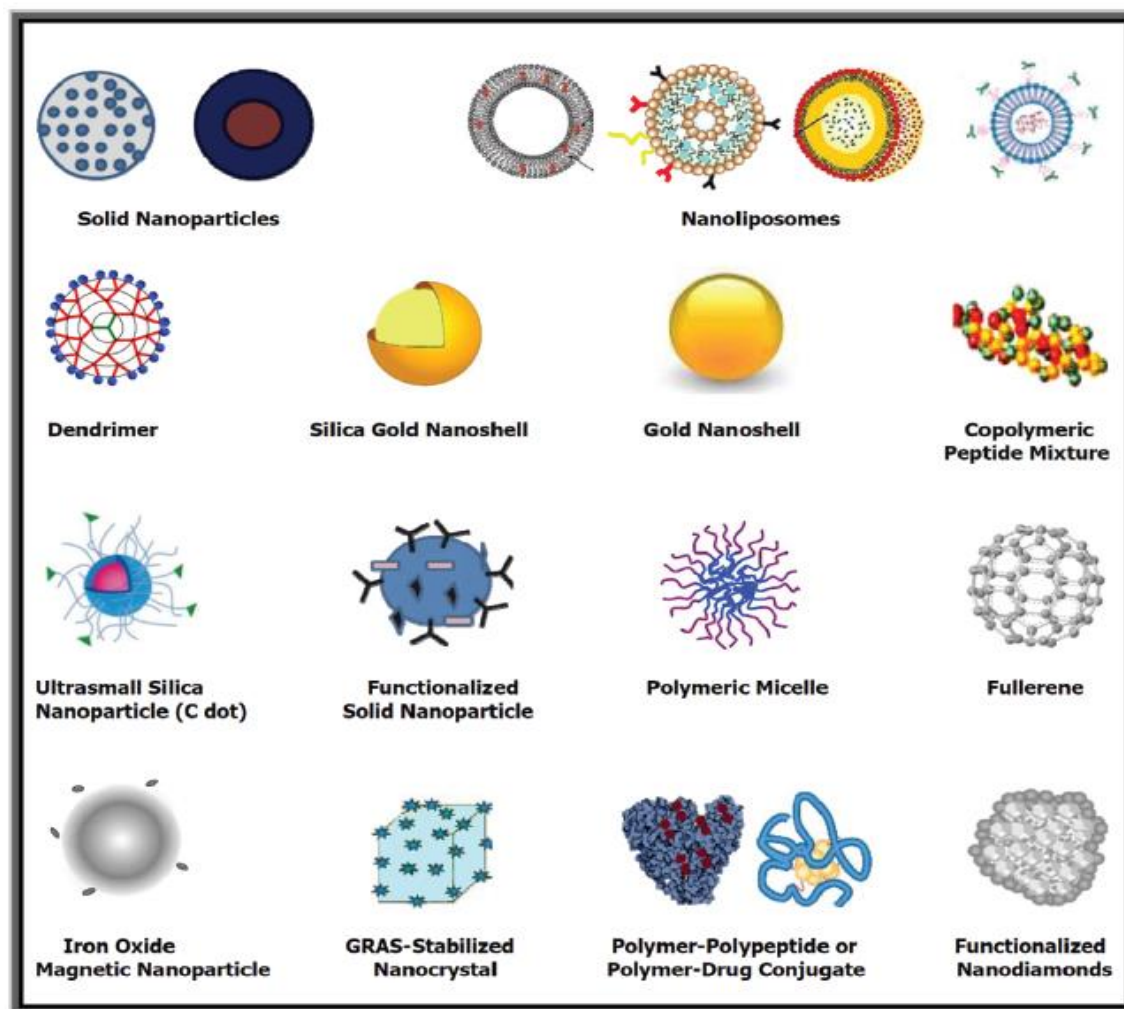 Solid Nanoparticles
Nanoliposomes
Dendrimer
Silica Gold Nanoshell
Gold Nanoshell
Copolymeric
Peptide Mixture
Ultrasmall Silica
Nanoparticle (C dot)
Functionalized
Solid Nanoparticle
Polymeric Micelle
Fullerene
Iron Oxide
Magnetic Nanoparticle
GRAS-Stabilized
Nanocrystal
Polymer-Polypeptide or
Polymer-Drug Conjugate
Functionalized
Nanodiamonds